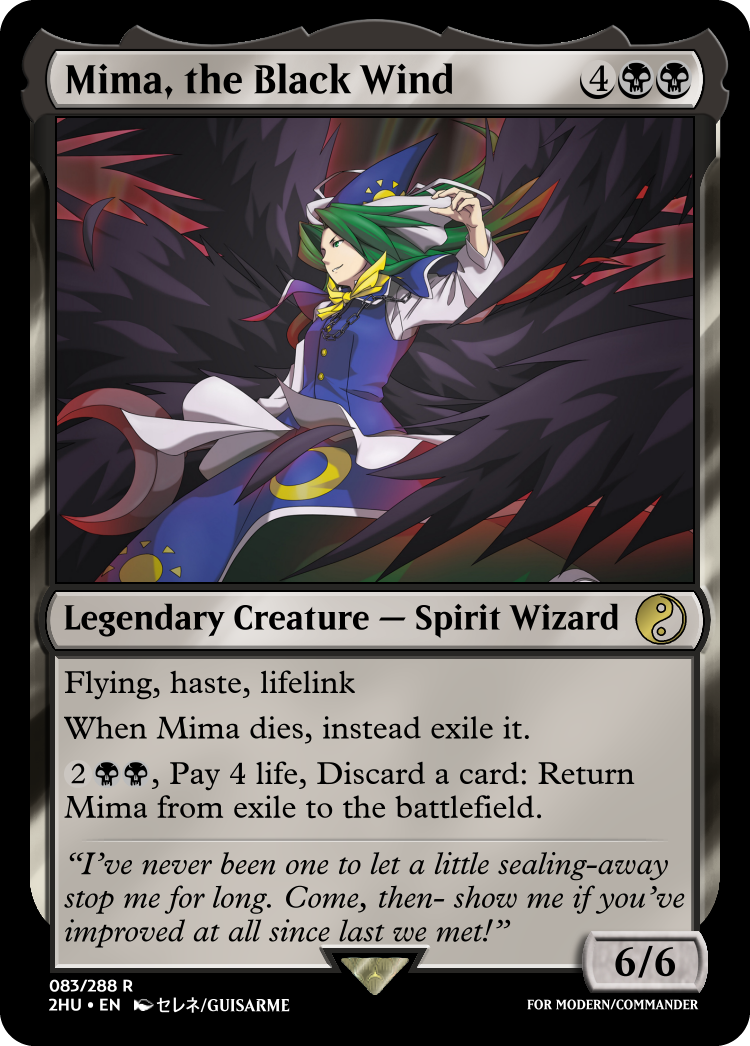 Mima, the Black Wind 4
Legendary Creature — Spirit Wizard
Flying, haste, lifelink
When Mima dies, instead exile it.
2, Pay 4 life, Discard a card: Return
Mima from exile to the battlefield.
“I’ve never been one to let a little sealing-away
stop me for long. Come, then- show me if you’ve
improved at all since last we met!”
6/6
083/288 R
2HU • EN セレネ/GUISARME
FOR MODERN/COMMANDER